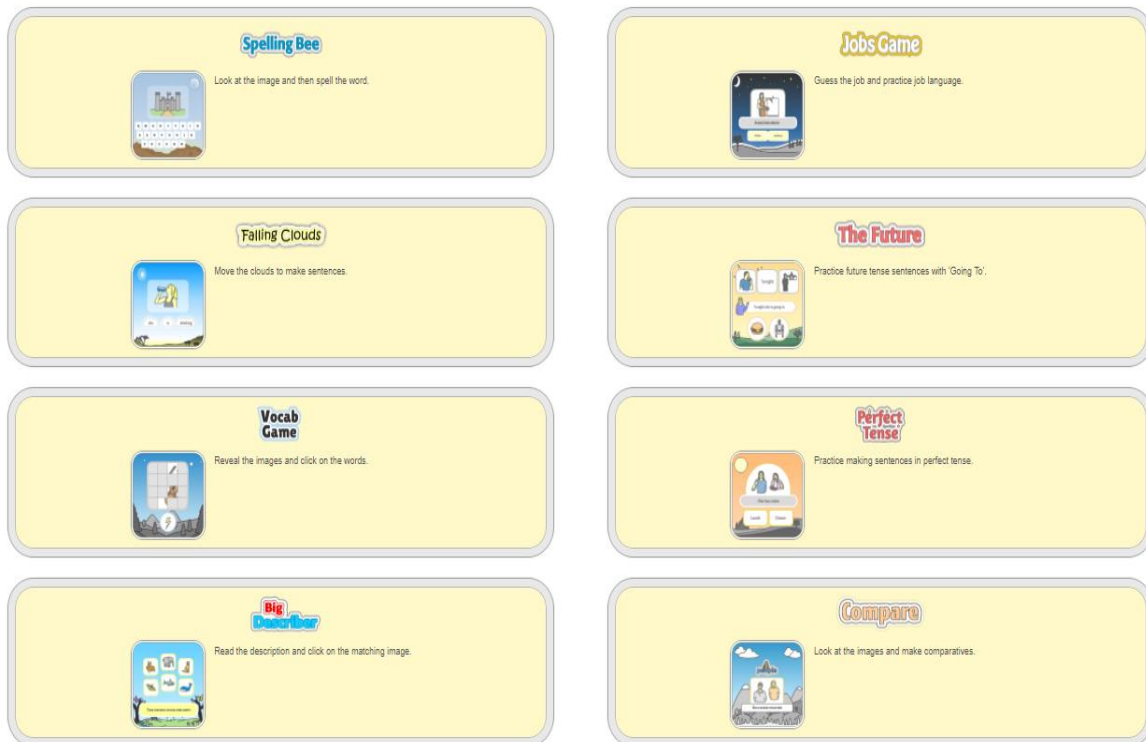 Spelling Bee
Look at the image and then spell the word.
Jobs Game
Guess the job and practice job language.
Falling Clouds
Move the clouds to make sentences.
The Future
Practice future tense sentences with 'Going To'.
Vocab
Game
Reveal the images and click on the words.
Perfect
Tense
Practice making sentences in perfect tense.
Big
Describer
Read the description and click on the matching image.
Compare
Look at the images and make comparatives.